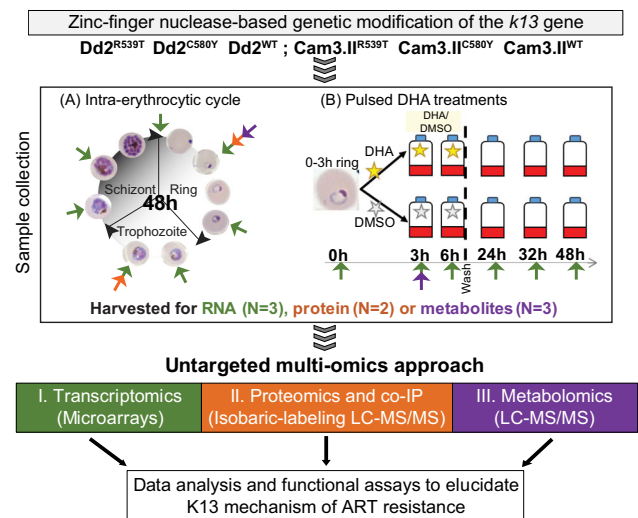 Zinc-finger nuclease-based genetic modification of the k13 gene
Dd2R539T Dd2C580Y Dd2WT ; Cam3.IIR539T Cam3.IIC580Y Cam3.IIWT
Sample collection
(A) Intra-erythrocytic cycle
Schizont Ring
48h
Trophozoite
(B) Pulsed DHA treatments
DHA/
DMSO
0-3h ring
DHA
DMSO
0h 3h 6h 24h 32h 48h
Wash
Harvested for RNA (N=3), protein (N=2) or metabolites (N=3)
Untargeted multi-omics approach
I. Transcriptomics
(Microarrays)
II. Proteomics and co-IP
(Isobaric-labeling LC-MS/MS)
III. Metabolomics
(LC-MS/MS)
Data analysis and functional assays to elucidate
K13 mechanism of ART resistance